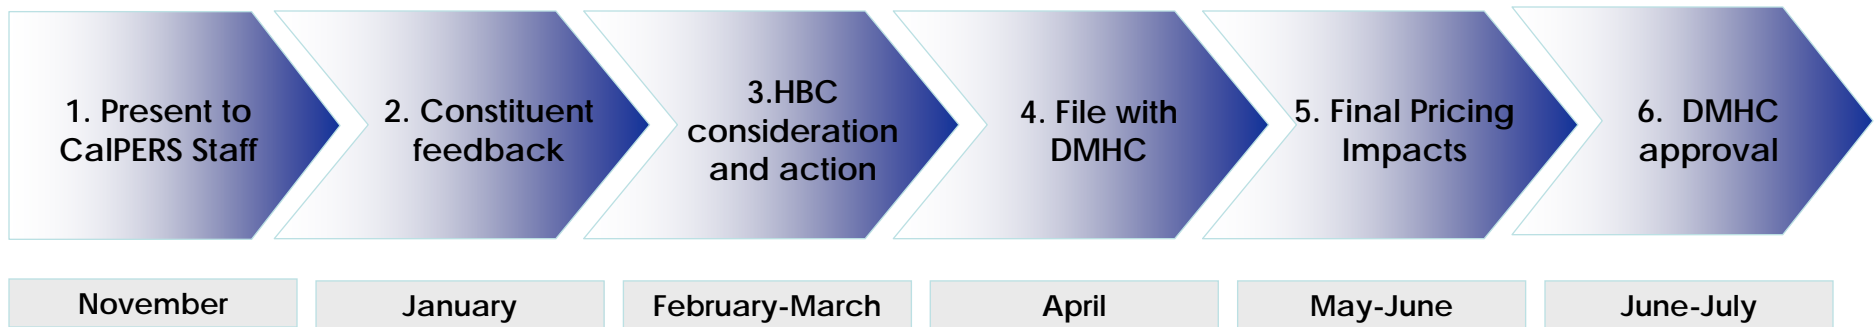 1. Present to
CalPERS Staff
2. Constituent
feedback
3.HBC
consideration
and action
4. File with
DMHC
5. Final Pricing
Impacts
6. DMHC
approval
November
January
February-March
April
May-June
June-July